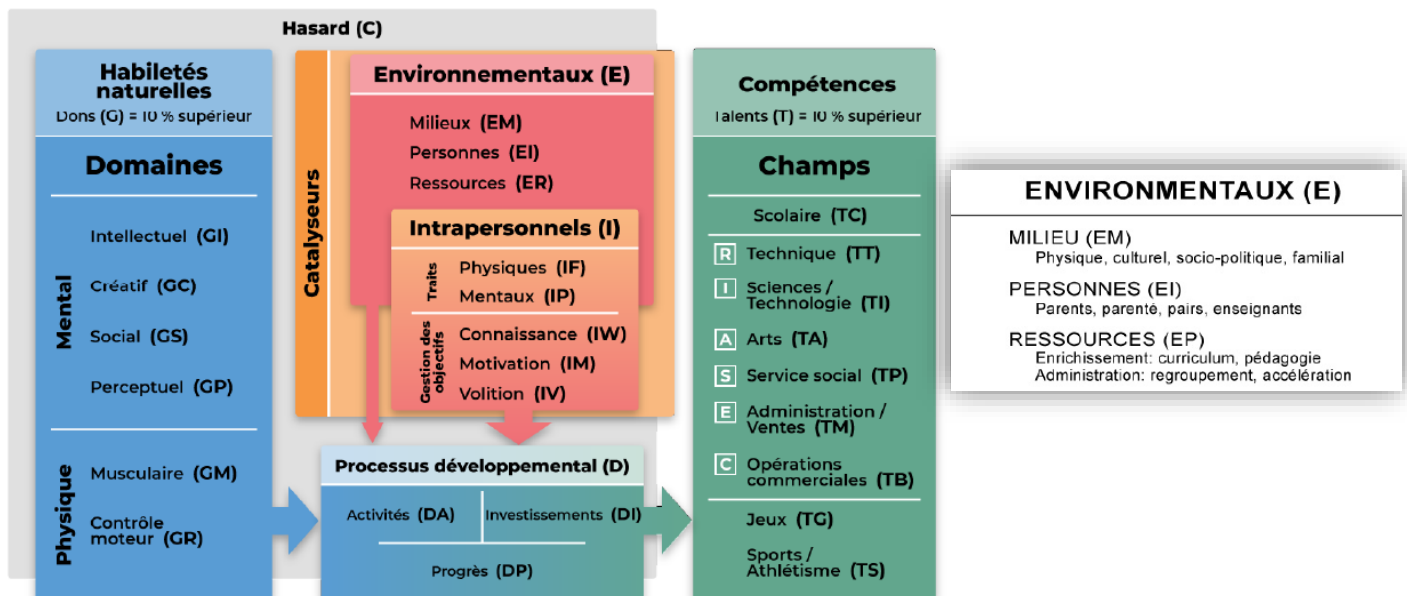 Hasard (C)
Habiletés
naturelles
Dons (G) = 10 % supérieur
Domaines
Mental
Intellectuel (GI)
Créatif (GC)
Social (GS)
Perceptuel (GP)
Physique
Musculaire (GM)
Contrôle
moteur (GR)
Catalyseurs
Environnementaux (E)
Milieux (EM)
Personnes (EI)
Ressources (ER)
Intrapersonnels (I)
Traits
Physiques (IF)
Mentaux (IP)
Gestion des
objectifs
Connaissance (IW)
Motivation (IM)
Volition (IV)
Processus développemental (D)
Activités (DA)
Investissements (DI)
Progrès (DP)
Compétences
Talents (T) = 10 % supérieur
Champs
Scolaire (TC)
R Technique (TT)
I Sciences /
Technologie (TI)
A Arts (TA)
S Service social (TP)
E Administration /
Ventes (TM)
C Opérations
commerciales (TB)
Jeux (TG)
Sports /
Athlétisme (TS)
ENVIRONMENTAUX (E)
MILIEU (EM)
Physique, culturel, socio-politique, familial
PERSONNES (EI)
Parents, parenté, pairs, enseignants
RESSOURCES (EP)
Enrichissement: curriculum, pédagogie
Administration: regroupement, accélération